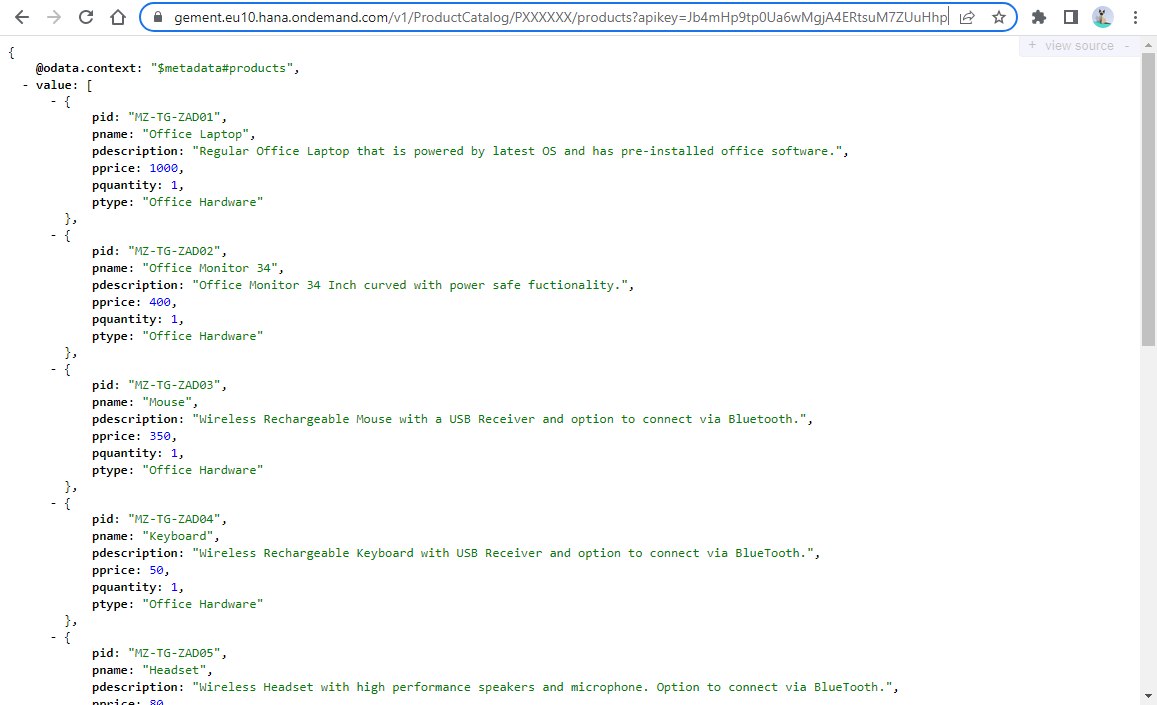 gement.eu10.hana.ondemand.com/v1/ProductCatalog/PXXXXXX/products?apikey=Jb4mHp9tp0Ua6wMgjA4ERtsuM7ZUuHhp
+ view source -
{
@odata.context: "$metadata#products",
- value: [
- {
pid: "MZ-TG-ZAD01",
pname: "Office Laptop",
pdescription: "Regular Office Laptop that is powered by latest OS and has pre-installed office software.",
pprice: 1000,
pquantity: 1,
ptype: "Office Hardware"
},
- {
pid: "MZ-TG-ZAD02",
pname: "Office Monitor 34",
pdescription: "Office Monitor 34 Inch curved with power safe fuctionality.",
pprice: 400,
pquantity: 1,
ptype: "Office Hardware"
},
- {
pid: "MZ-TG-ZAD03",
pname: "Mouse",
pdescription: "Wireless Rechargeable Mouse with a USB Receiver and option to connect via Bluetooth.",
pprice: 350,
pquantity: 1,
ptype: "Office Hardware"
},
- {
pid: "MZ-TG-ZAD04",
pname: "Keyboard",
pdescription: "Wireless Rechargeable Keyboard with USB Receiver and option to connect via BlueTooth.",
pprice: 50,
pquantity: 1,
ptype: "Office Hardware"
},
- {
pid: "MZ-TG-ZAD05",
pname: "Headset",
pdescription: "Wireless Headset with high performance speakers and microphone. Option to connect via BlueTooth.",
pprice: 80